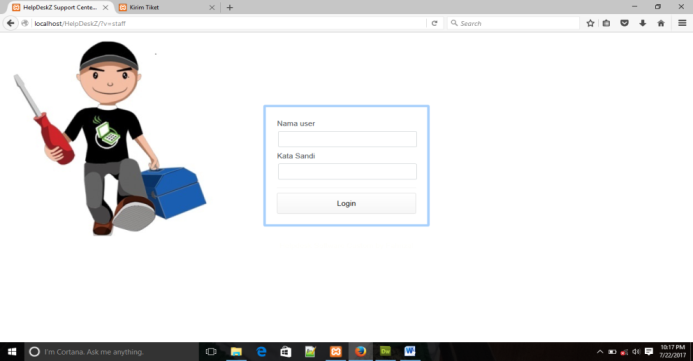 HelpDeskZ Support Cente...
Kirim Tiket
localhost/HelpDeskZ/?v=staff
Search
Nama user
Kata Sandi
Login
I'm Cortana. Ask me anything.
10:17 PM
7/22/2017